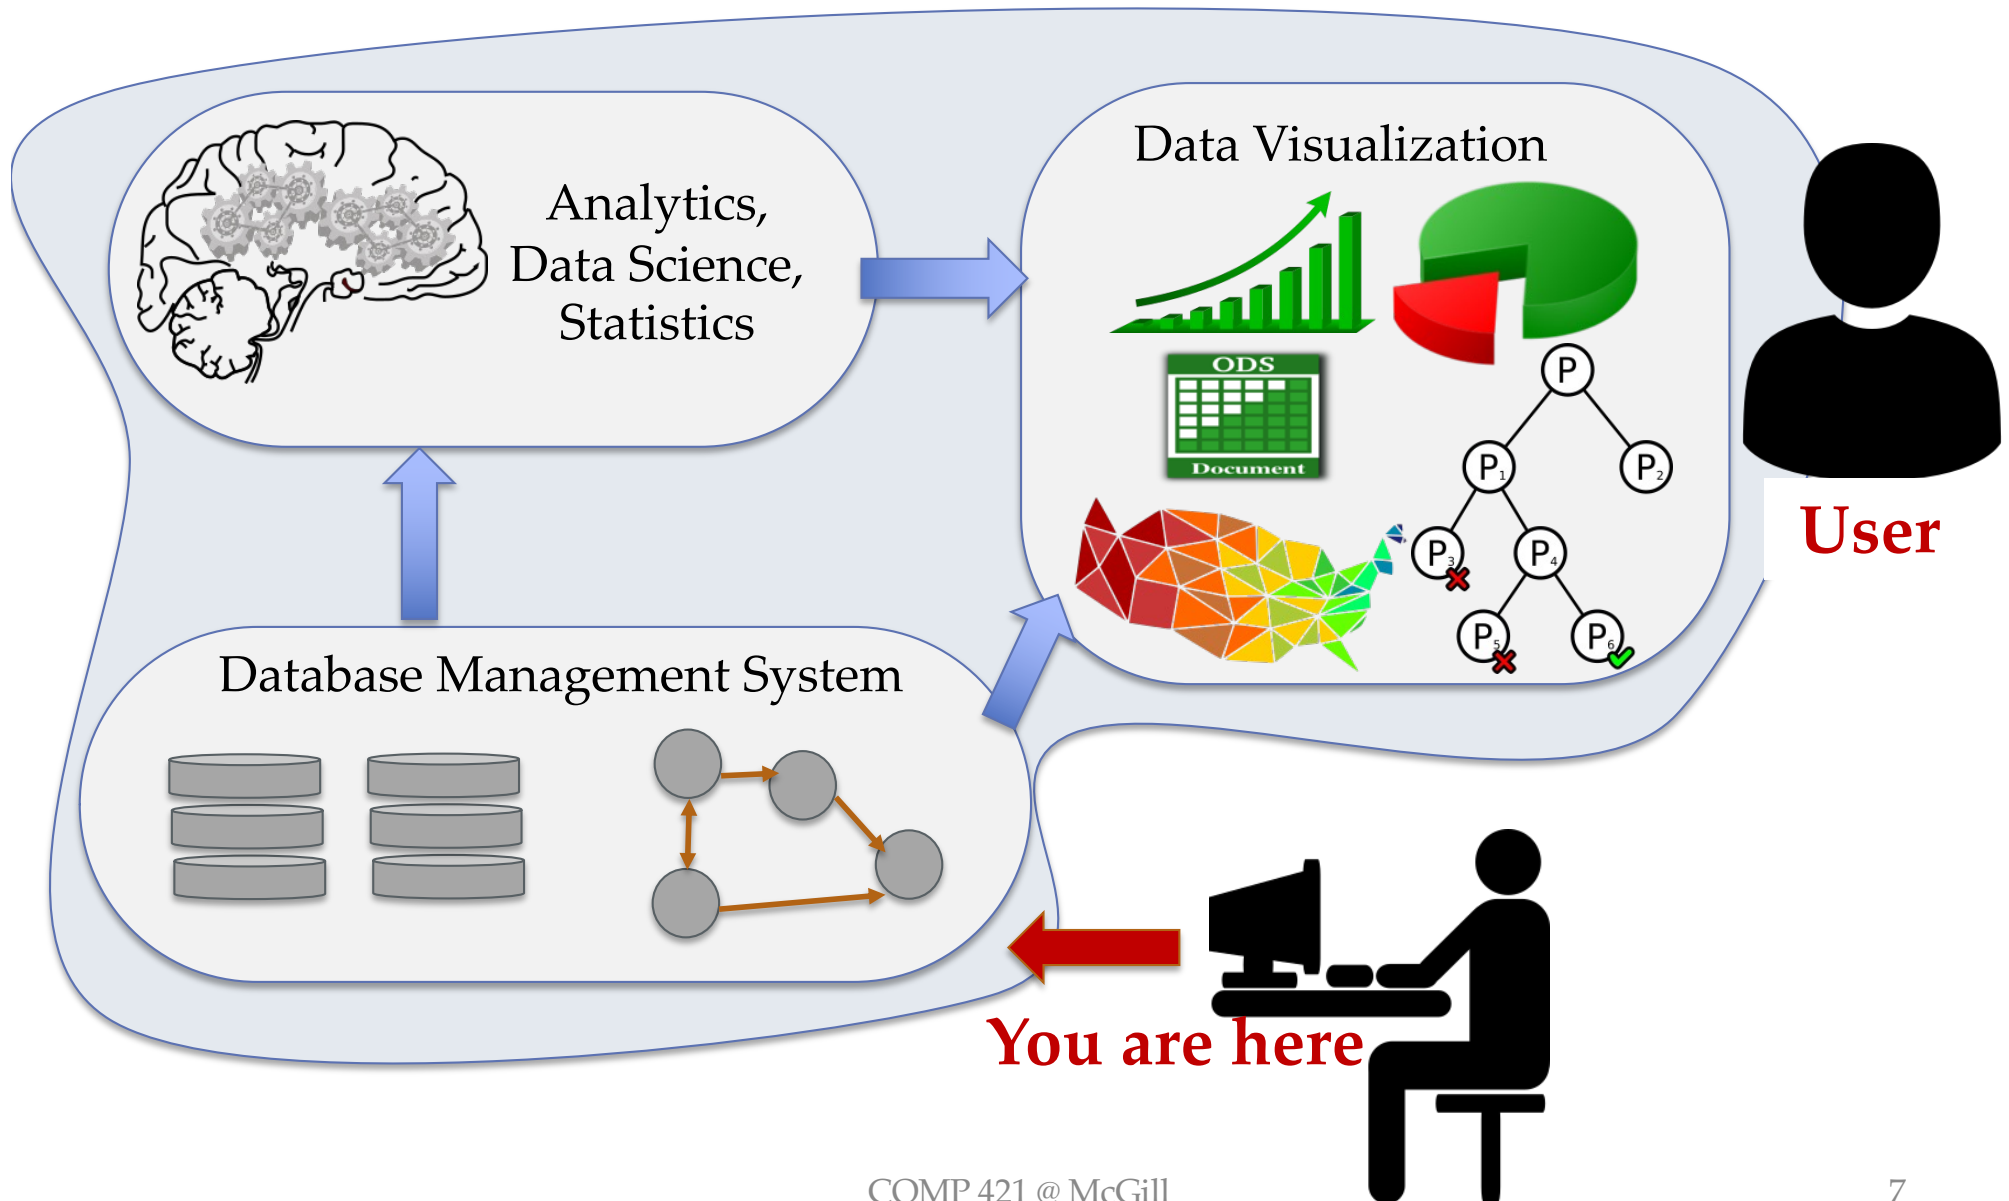 Analytics,
Data Science,
Statistics
Data Visualization
ODS
Document
P
P1
P2
P3
P4
P5
P6
User
Database Management System
You are here
COMP 421 @ McGill
7